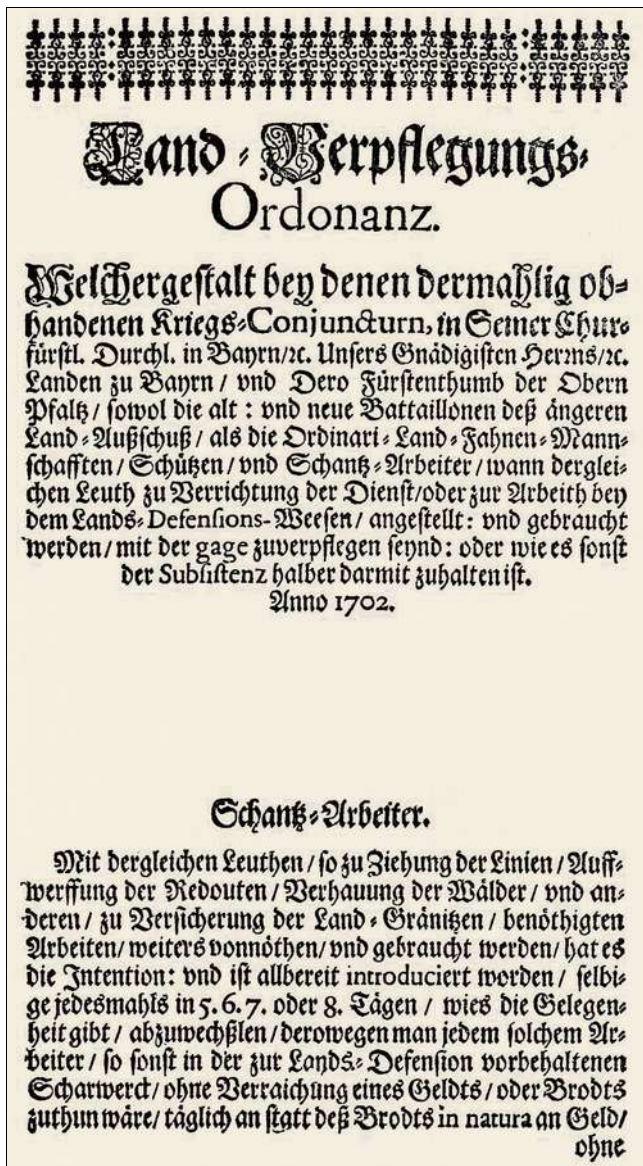 Land-Verpflegungs-
Ordonanz.
Welchergestalt bey denen dermahlig ob-
handenen Kriegs-Conjuncturn, in Seiner Chur-
fürstl. Durchl. in Bayrn/ꝛc. Unsers Gnädigisten Herrns/ꝛc.
Landen zu Bayrn / vnd Dero Fürstenthumb der Obern
Pfaltz / sowol die alt : vnd neue Battaillonen deß ängeren
Land-Außschuß / als die Ordinari-Land-Fahnen-Mann-
schafften / Schützen / vnd Schantz-Arbeiter / wann derglei-
chen Leuth zu Verrichtung der Dienst/oder zur Arbeith bey
dem Lands-Defensions-Weesen / angestellt: vnd gebraucht
werden / mit der gage zuverpflegen seynd: oder wie es sonst
der Subsistenz halber darmit zuhalten ist.
Anno 1702.
Schantz-Arbeiter.
Mit dergleichen Leuthen / so zu Ziehung der Linien / Auff-
werffung der Redouten / Verhauung der Wälder / vnd an-
deren / zu Versicherung der Land-Gränitzen / benöthigten
Arbeiten/ weiters vonnöthen/ vnd gebraucht werden/ hat es
die Intention: vnd ist allbereit introduciert worden / selbi-
ge jedesmahls in 5. 6. 7. oder 8. Tägen / wies die Gelegen-
heit gibt / abzuwechßlen / derowegen man jedem solchem Ar-
beiter / so sonst in der zur Lands-Defension vorbehaltenen
Scharwerck/ ohne Verraichung eines Geldts / oder Brodts
zuthun wäre/ täglich an statt deß Brodts in natura an Geld/
ohne